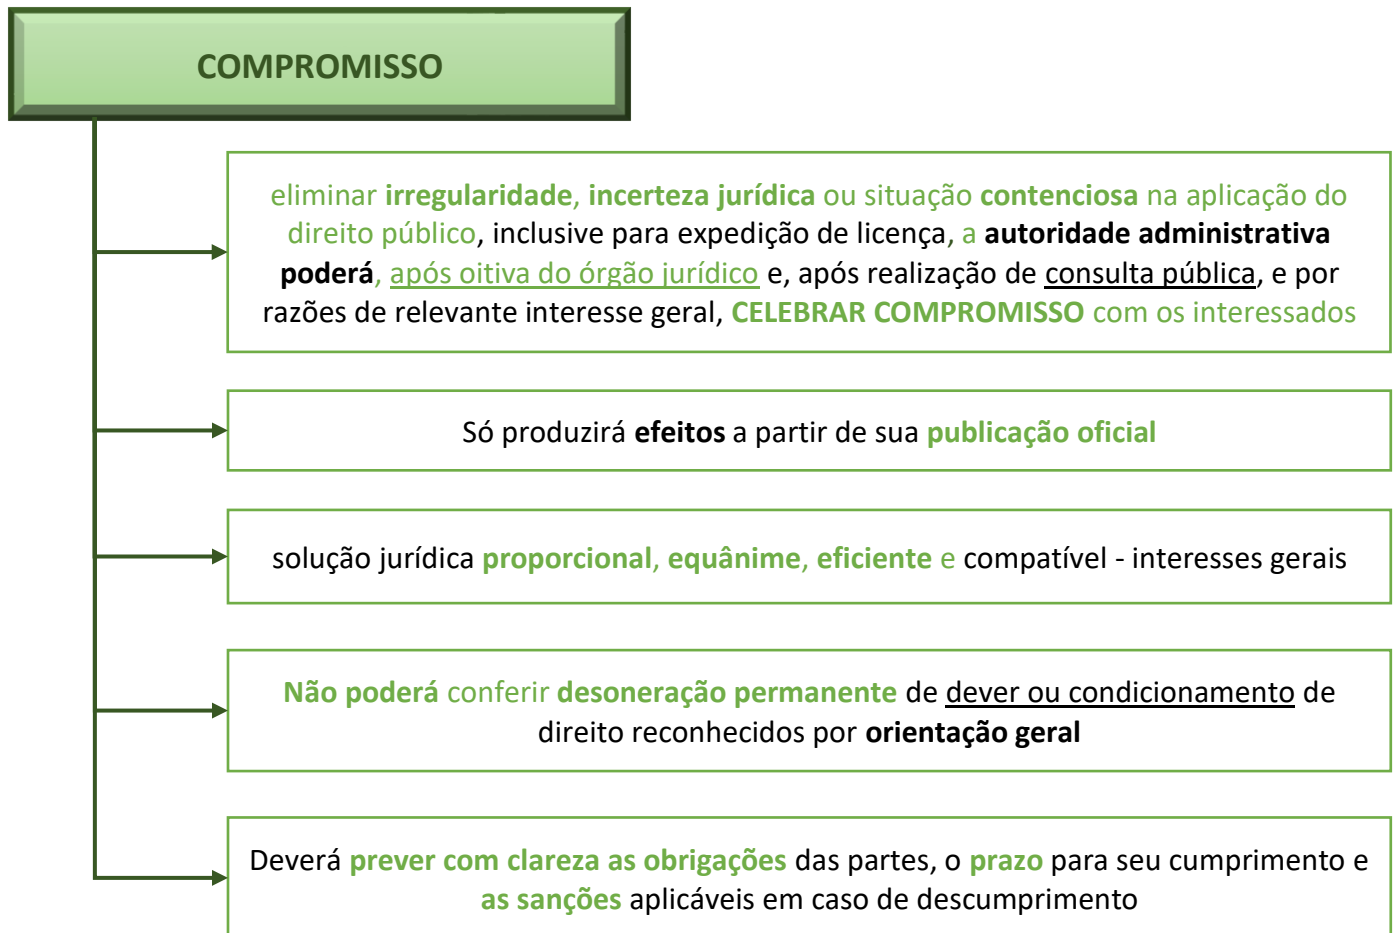 COMPROMISSO
eliminar irregularidade, incerteza jurídica ou situação contenciosa na aplicação do
direito público, inclusive para expedição de licença, a autoridade administrativa
poderá, após oitiva do órgão jurídico e, após realização de consulta pública, e por
razões de relevante interesse geral, CELEBRAR COMPROMISSO com os interessados
Só produzirá efeitos a partir de sua publicação oficial
solução jurídica proporcional, equânime, eficiente e compatível - interesses gerais
Não poderá conferir desoneração permanente de dever ou condicionamento de
direito reconhecidos por orientação geral
Deverá prever com clareza as obrigações das partes, o prazo para seu cumprimento e
as sanções aplicáveis em caso de descumprimento